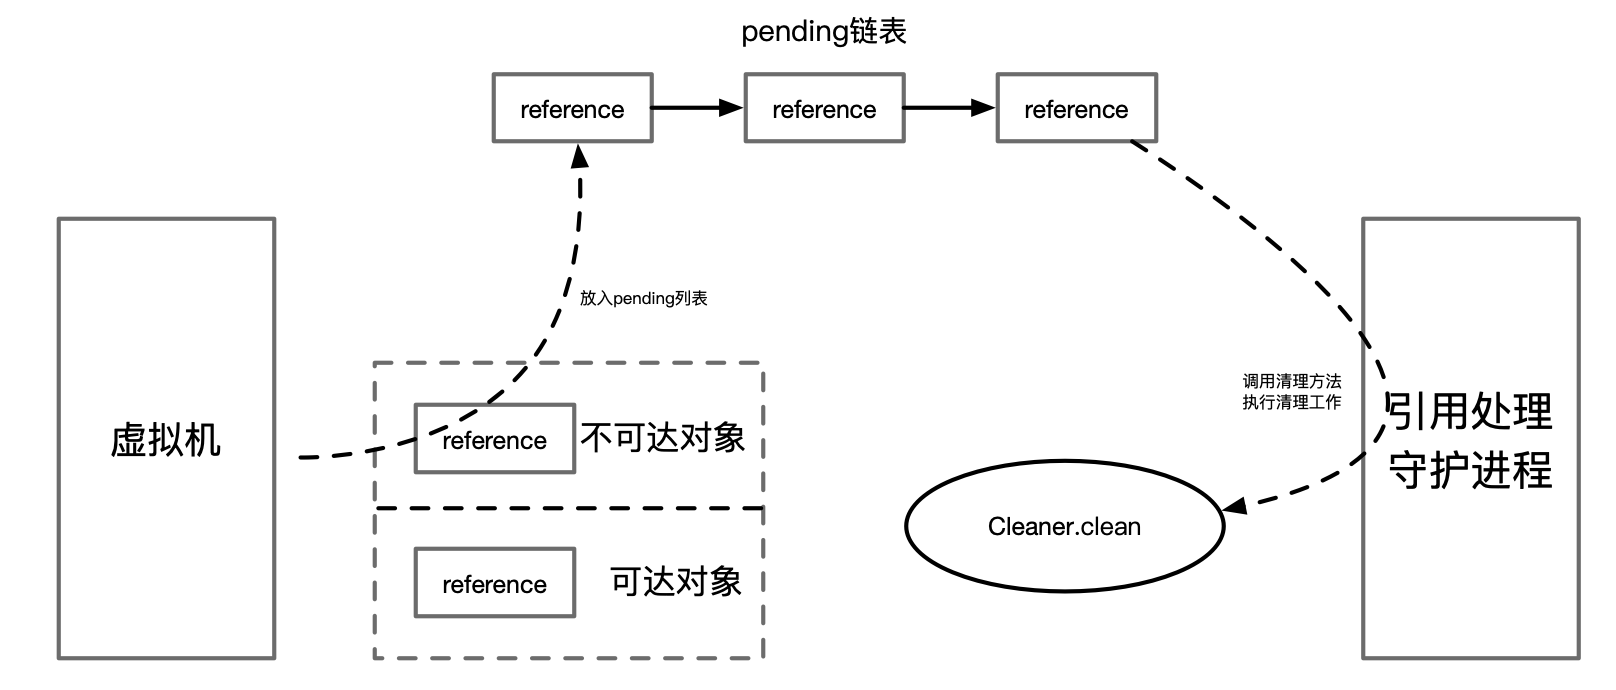 pending链表
reference
reference
reference
放入pending列表
虚拟机
reference
不可达对象
reference
可达对象
调用清理方法
执行清理工作
Cleaner.clean
引用处理
守护进程